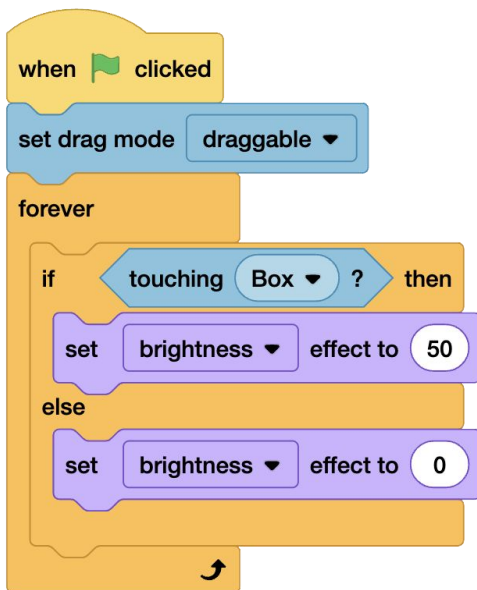 when clicked
set drag mode draggable
forever
if touching Box ? then
set brightness effect to 50
else
set brightness effect to 0